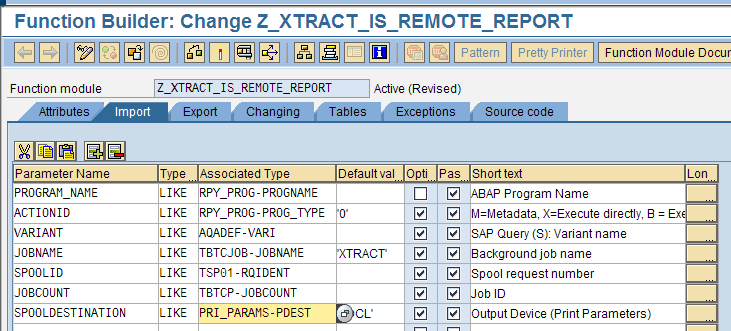 Function Builder: Change Z_XTRACT_IS_REMOTE_REPORT
Pattern Pretty Printer Function Module Docum
Function module Z_XTRACT_IS_REMOTE_REPORT Active (Revised)
Attributes Import Export Changing Tables Exceptions Source code
Parameter Name Type Associated Type Default val... Opti... Pas... Short text Lon...
PROGRAM_NAME LIKE RPY_PROG-PROGNAME ABAP Program Name
ACTIONID LIKE RPY_PROG-PROG_TYPE '0' M=Metadata, X=Execute directly, B = Exe
VARIANT LIKE AQADEF-VARI SAP Query (S): Variant name
JOBNAME LIKE TBTCJOB-JOBNAME 'XTRACT' Background job name
SPOOLID LIKE TSP01-RQIDENT Spool request number
JOBCOUNT LIKE TBTCP-JOBCOUNT Job ID
SPOOLDESTINATION LIKE PRI_PARAMS-PDEST CL' Output Device (Print Parameters)